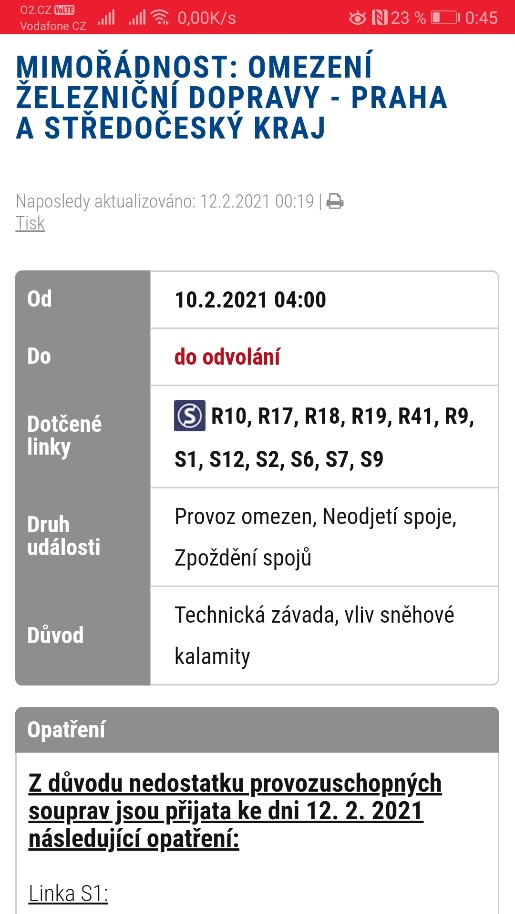 O2.CZ VoLTE
Vodafone CZ
0,00K/s
23 %
0:45
MIMOŘÁDNOST: OMEZENÍ
ŽELEZNIČNÍ DOPRAVY - PRAHA
A STŘEDOČESKÝ KRAJ
Naposledy aktualizováno: 12.2.2021 00:19 |
Tisk
Od
10.2.2021 04:00
Do
do odvolání
Dotčené
linky
S R10, R17, R18, R19, R41, R9,
S1, S12, S2, S6, S7, S9
Druh
události
Provoz omezen, Neodjetí spoje,
Zpoždění spojů
Důvod
Technická závada, vliv sněhové
kalamity
Opatření
Z důvodu nedostatku provozuschopných
souprav jsou přijata ke dni 12. 2. 2021
následující opatření:
Linka S1: